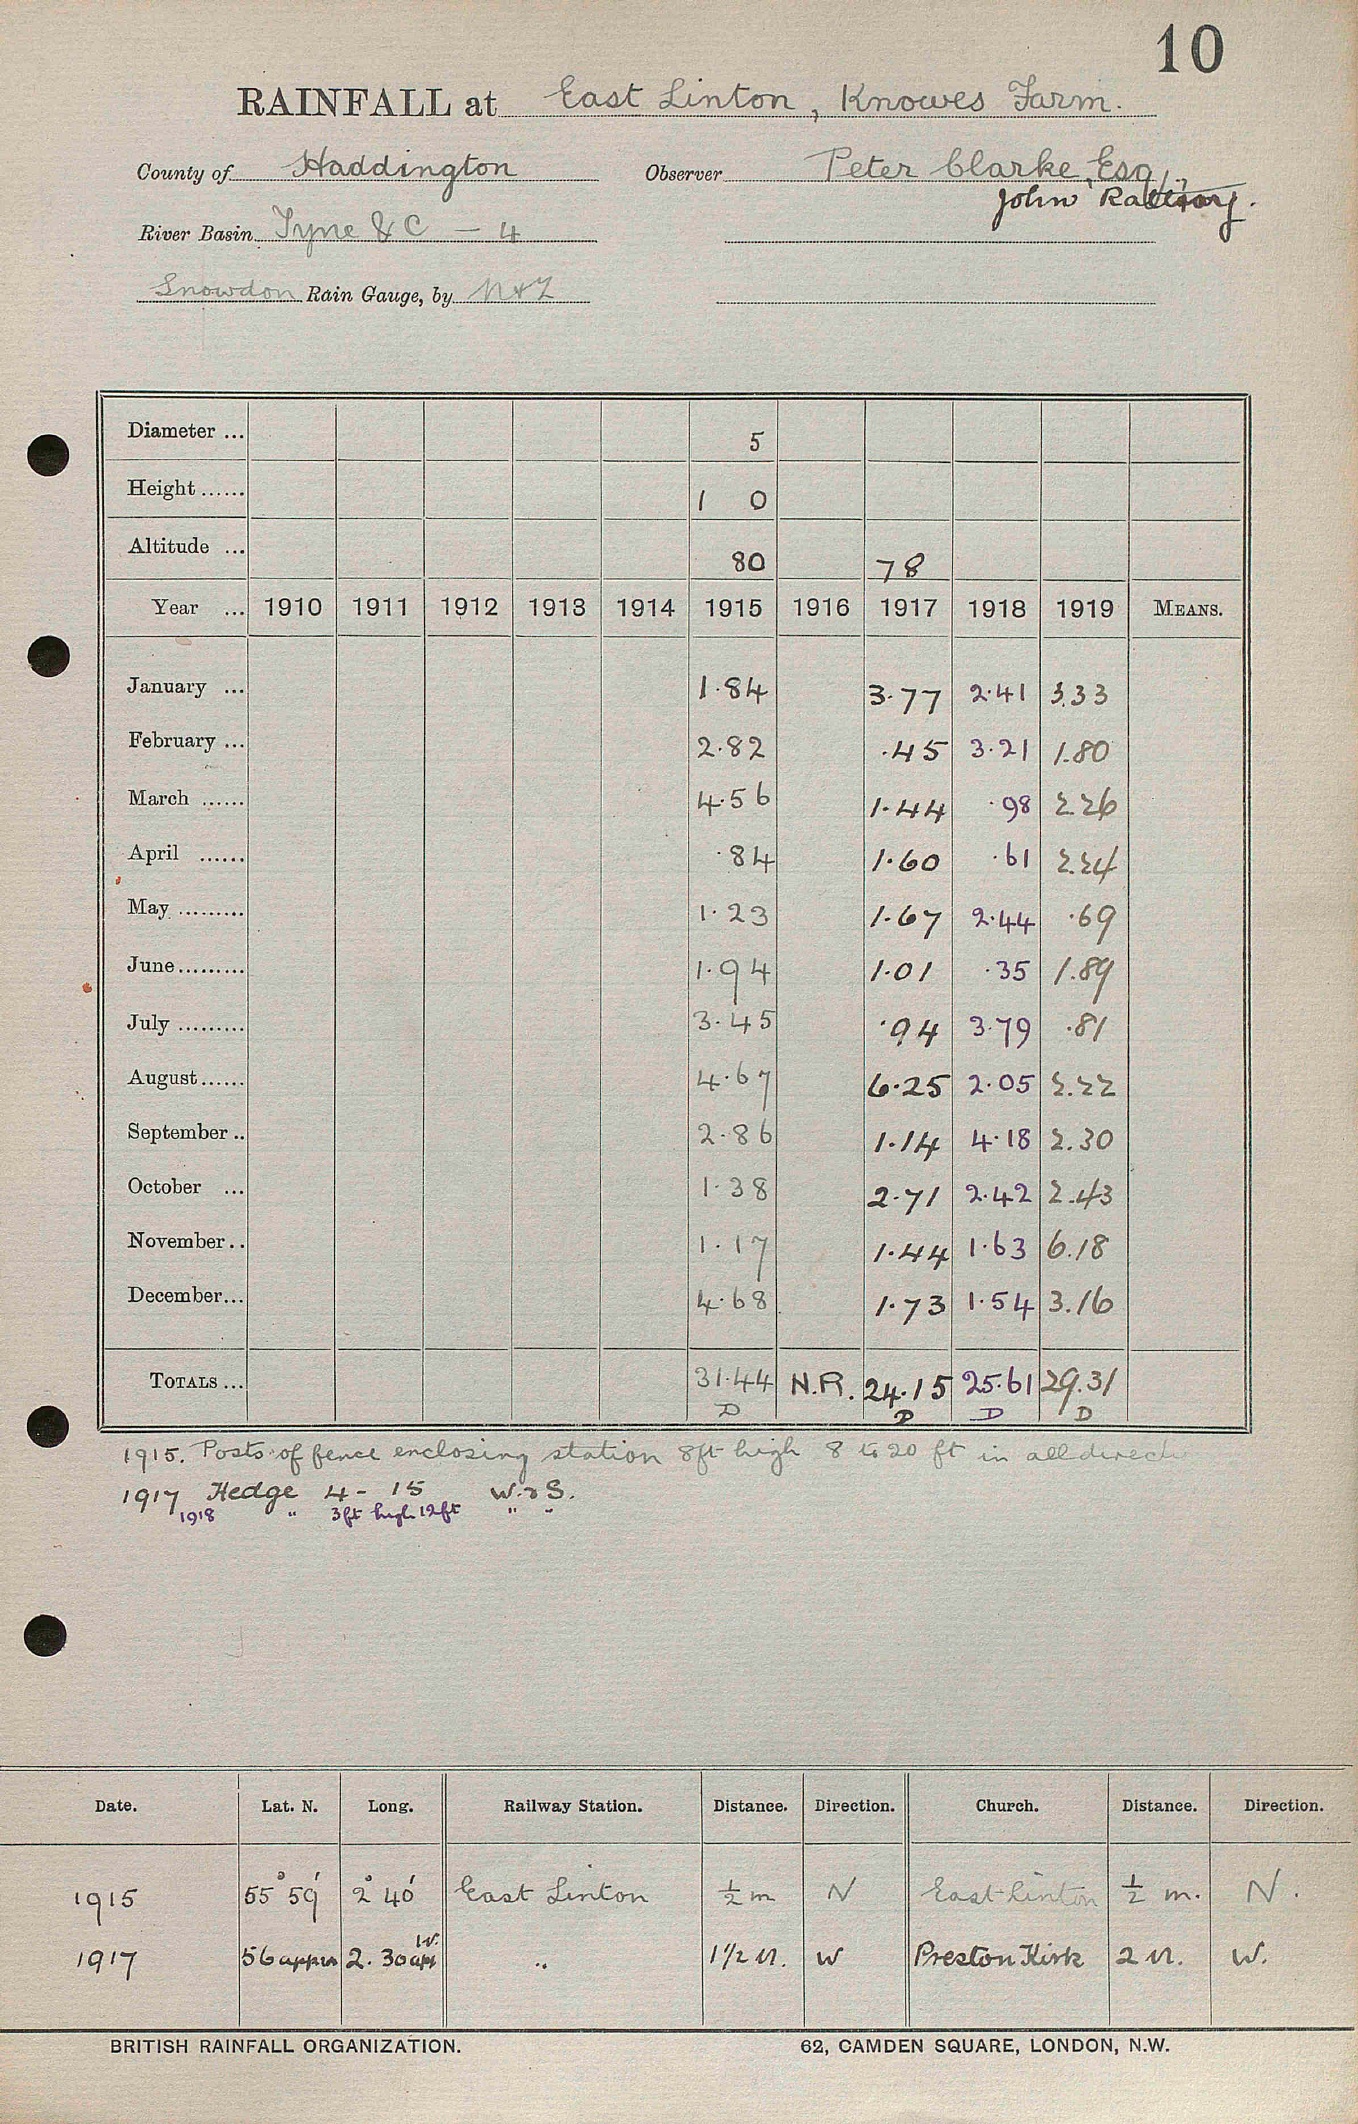 10
RAINFALL at East Linton, Knowes Farm.
County of Haddington Observer Peter Clarke, Esq.,
John
River Basin Tyne &C — 4
Snowdon Rain Gauge, by N&Z
Diameter ... 5
Height ...... 1 0
Altitude ... 80 78
Year ... 1910 1911 1912 1913 1914 1915 1916 1917 1918 1919 MEANS.
January ... 1.84 3.77 2.41 3.33
February ... 2.82 .45 3.21 1.80
March ...... 4.56 1.44 .98 2.26
April ...... .84 1.60 .61 2.24
May ......... 1.23 1.67 2.44 .69
June ......... 1.94 1.01 .35 1.89
July ......... 3.45 .94 3.79 .81
August ...... 4.67 6.25 2.05 2.22
September .. 2.86 1.14 4.18 2.30
October ... 1.38 2.71 2.42 2.43
November .. 1.17 1.44 1.63 6.18
December ... 4.68 1.73 1.54 3.16
TOTALS ... 31.44 N.R. 24.15 25.61 29.31
D D D D
1915. Posts of fence enclosing station 8ft high 8 to 20 ft in all direct
1917 Hedge 4 - 15 W. & S.
1918 " 3ft high 12ft " "
Date. Lat. N. Long. Railway Station. Distance. Direction. Church. Distance. Direction.
1915 55° 59' 2° 40' East Linton ½ m N East Linton ½ m. N.
1917 56 appx 2.30 W. " 1½ M. W Preston Kirk 2 M. W.
BRITISH RAINFALL ORGANIZATION. 62, CAMDEN SQUARE, LONDON, N.W.